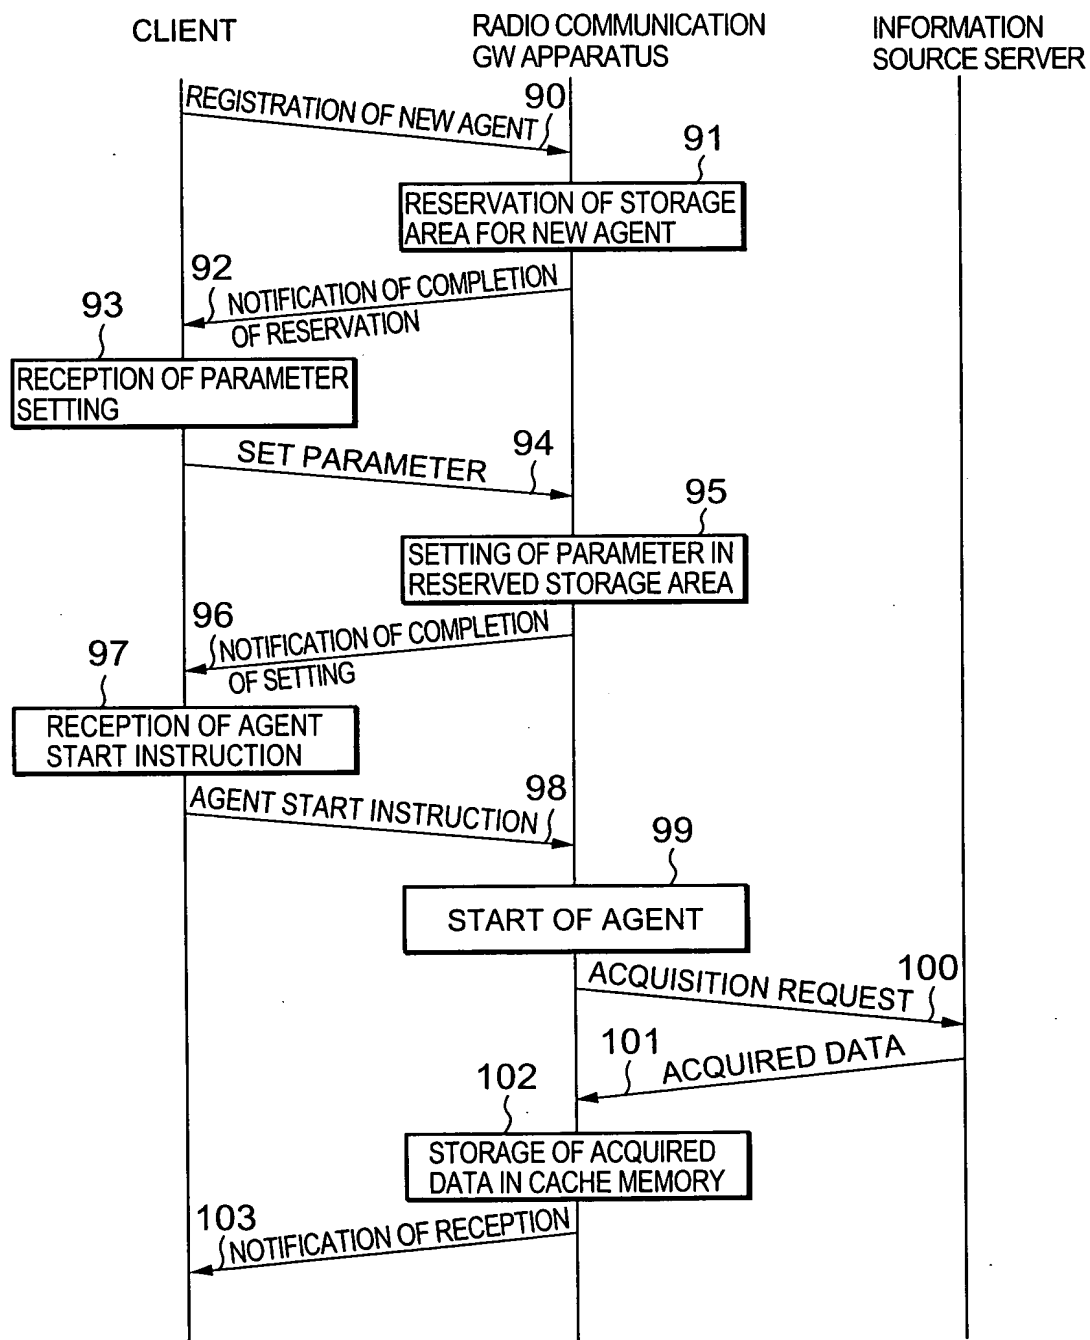 CLIENT
RADIO COMMUNICATION
GW APPARATUS
INFORMATION
SOURCE SERVER
REGISTRATION OF NEW AGENT
90
91
RESERVATION OF STORAGE
AREA FOR NEW AGENT
92
NOTIFICATION OF COMPLETION
OF RESERVATION
93
RECEPTION OF PARAMETER
SETTING
SET PARAMETER
94
95
SETTING OF PARAMETER IN
RESERVED STORAGE AREA
96
NOTIFICATION OF COMPLETION
OF SETTING
97
RECEPTION OF AGENT
START INSTRUCTION
AGENT START INSTRUCTION
98
99
START OF AGENT
ACQUISITION REQUEST
100
101
ACQUIRED DATA
102
STORAGE OF ACQUIRED
DATA IN CACHE MEMORY
103
NOTIFICATION OF RECEPTION